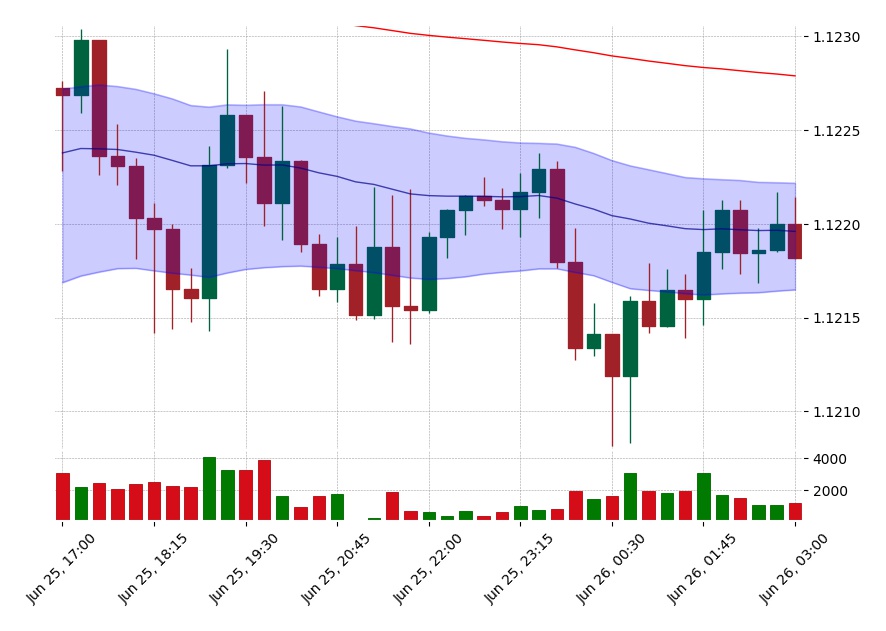 1.1230
1.1225
1.1220
1.1215
1.1210
4000
2000
Jun 25, 17:00
Jun 25, 18:15
Jun 25, 19:30
Jun 25, 20:45
Jun 25, 22:00
Jun 25, 23:15
Jun 26, 00:30
Jun 26, 01:45
Jun 26, 03:00